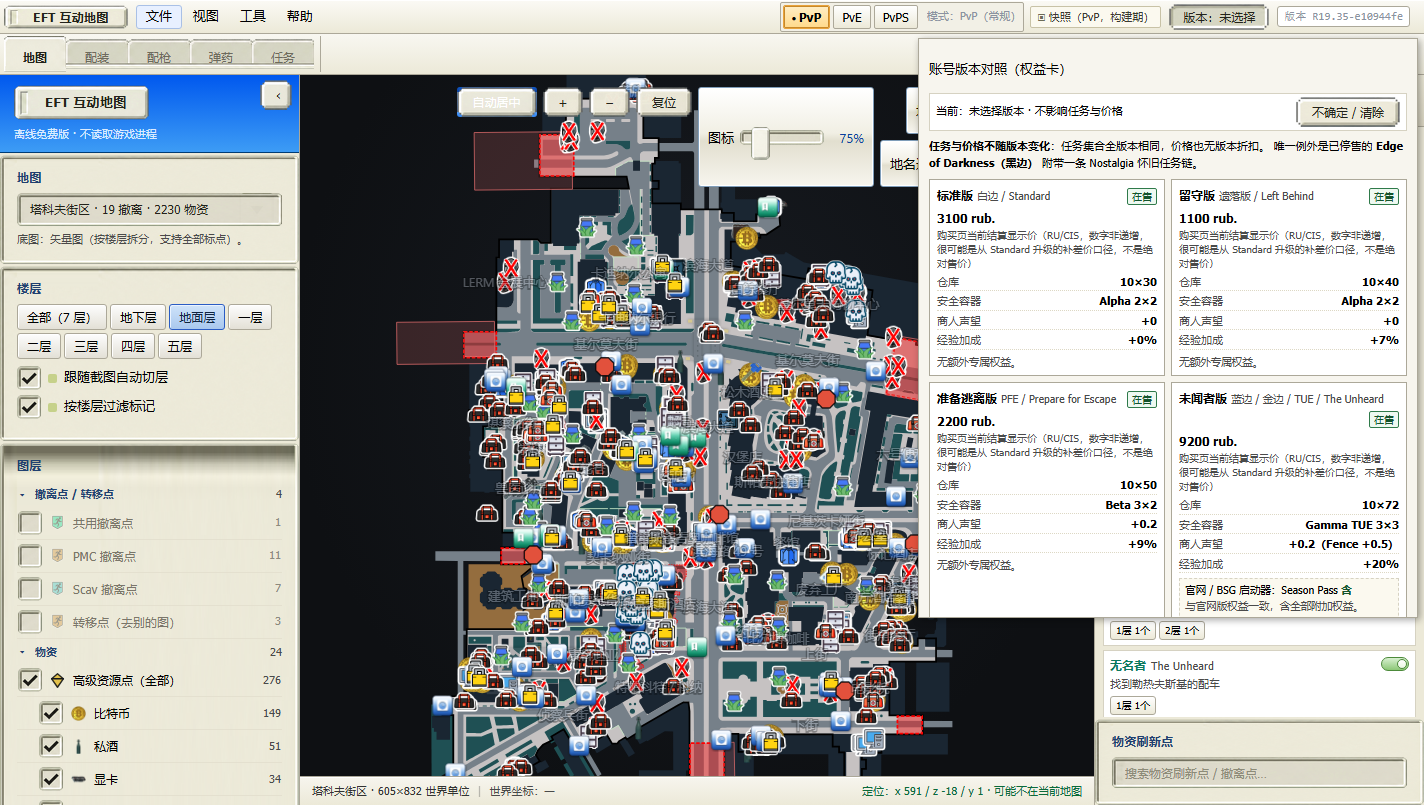 EFT 互动地图
文件 视图 工具 帮助
• PvP PvE PvPS 模式：PvP（常规） 快照（PvP，构建期） 版本：未选择 版本 R19.35-e10944fe
地图 配装 配枪 弹药 任务
EFT 互动地图
离线免费版 · 不读取游戏进程
地图
塔科夫街区 · 19 撤离 · 2230 物资
底图：矢量图（按楼层拆分，支持全部标点）。
楼层
全部（7 层） 地下层 地面层 一层
二层 三层 四层 五层
跟随截图自动切层
按楼层过滤标记
图层
撤离点 / 转移点 4
共用撤离点 1
PMC 撤离点 11
Scav 撤离点 7
转移点（去别的图） 3
物资 24
高级资源点（全部） 276
比特币 149
私酒 51
显卡 34
自动居中 + − 复位
图标 75%
地名
LERM
基尔莫夫街
基尔莫夫街
建筑工
下街
塔科夫街区 · 605×832 世界单位 | 世界坐标：—
定位：x 591 / z -18 / y 1 · 可能不在当前地图
账号版本对照（权益卡）
当前：未选择版本 · 不影响任务与价格
不确定 / 清除
任务与价格不随版本变化：任务集合全版本相同，价格也无版本折扣。 唯一例外是已停售的 Edge
of Darkness（黑边） 附带一条 Nostalgia 怀旧任务链。
标准版 白边 / Standard 在售
3100 rub.
购买页当前结算显示价（RU/CIS，数字非递增，
很可能是从 Standard 升级的补差价口径，不是绝
对售价）
仓库 10×30
安全容器 Alpha 2×2
商人声望 +0
经验加成 +0%
无额外专属权益。
留守版 遗落版 / Left Behind 在售
1100 rub.
购买页当前结算显示价（RU/CIS，数字非递增，
很可能是从 Standard 升级的补差价口径，不是绝
对售价）
仓库 10×40
安全容器 Alpha 2×2
商人声望 +0
经验加成 +7%
无额外专属权益。
准备逃离版 PFE / Prepare for Escape 在售
2200 rub.
购买页当前结算显示价（RU/CIS，数字非递增，
很可能是从 Standard 升级的补差价口径，不是绝
对售价）
仓库 10×50
安全容器 Beta 3×2
商人声望 +0.2
经验加成 +9%
无额外专属权益。
未闻者版 蓝边 / 金边 / TUE / The Unheard
在售
9200 rub.
购买页当前结算显示价（RU/CIS，数字非递增，
很可能是从 Standard 升级的补差价口径，不是绝
对售价）
仓库 10×72
安全容器 Gamma TUE 3×3
商人声望 +0.2（Fence +0.5）
经验加成 +20%
官网 / BSG 启动器：Season Pass 含
与官网版权益一致，含全部附加权益。
1层 1个 2层 1个
无名者 The Unheard
找到勒热夫斯基的配车
1层 1个
物资刷新点
搜索物资刷新点 / 撤离点...